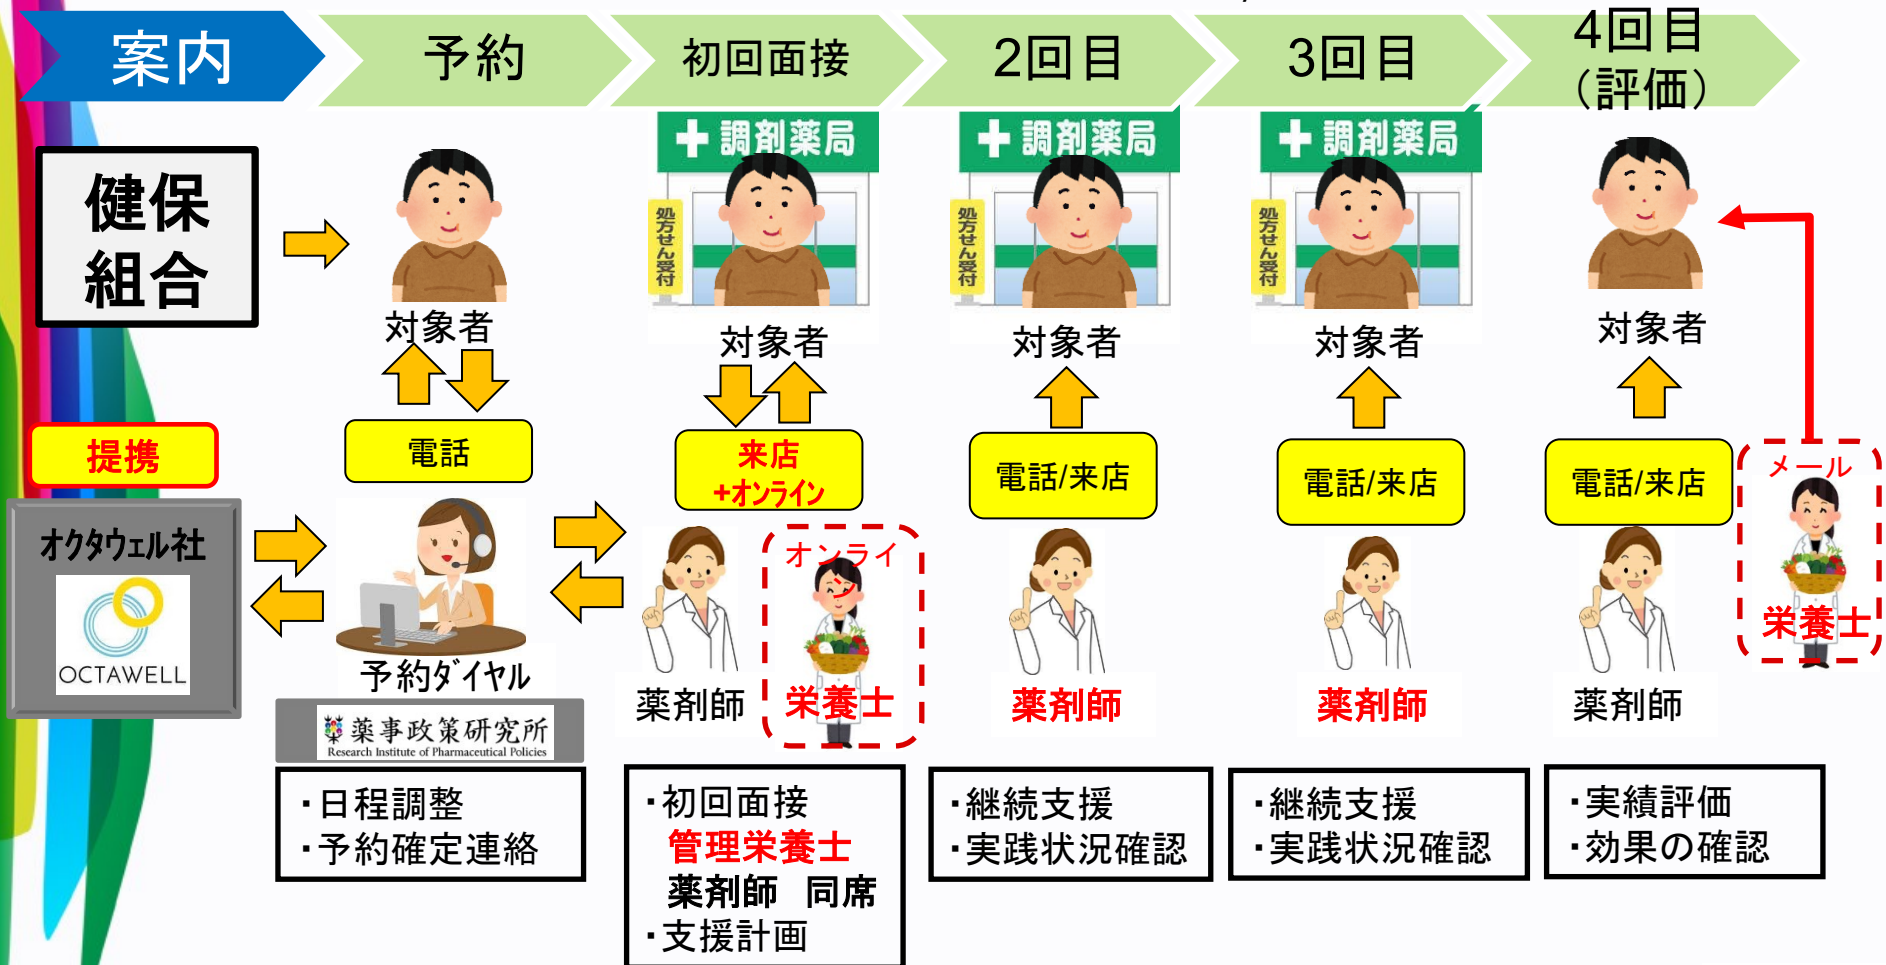 案内
予約
初回面接
2回目
3回目
4回目
（評価）
健保
組合
対象者
調剤薬局
処方せん受付
対象者
調剤薬局
処方せん受付
対象者
調剤薬局
処方せん受付
対象者
対象者
提携
電話
来店
+オンライン
電話/来店
電話/来店
電話/来店
メール
栄養士
オクタウェル社
OCTAWELL
予約ダイヤル
薬事政策研究所
Research Institute of Pharmaceutical Policies
薬剤師
オンライン
栄養士
薬剤師
薬剤師
薬剤師
・日程調整
・予約確定連絡
・初回面接
管理栄養士
薬剤師　同席
・支援計画
・継続支援
・実践状況確認
・継続支援
・実践状況確認
・実績評価
・効果の確認